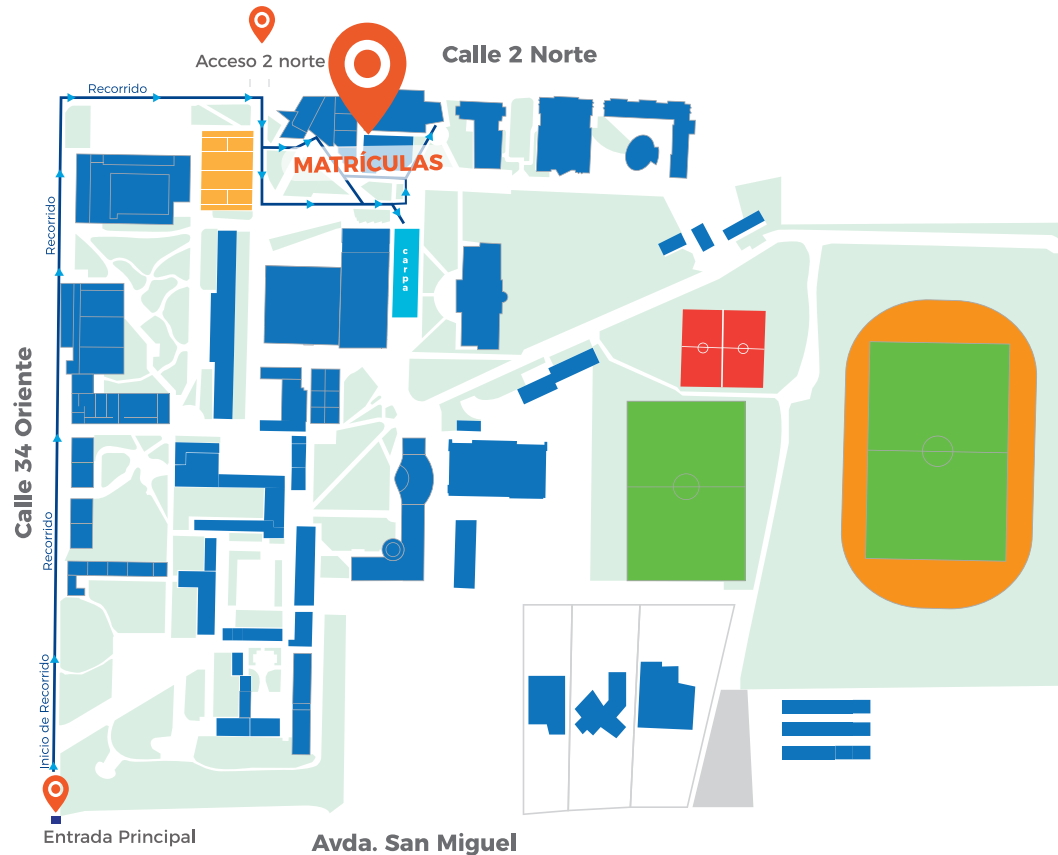 Calle 2 Norte
Acceso 2 norte
Recorrido
MATRÍCULAS
Recorrido
carpa
Calle 34 Oriente
Recorrido
Inicio de Recorrido
Entrada Principal
Avda. San Miguel